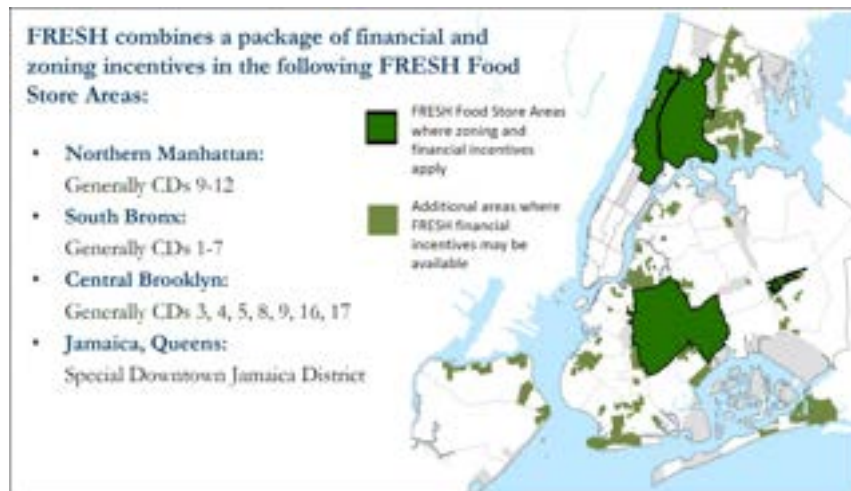 FRESH combines a package of financial and
zoning incentives in the following FRESH Food
Store Areas:
• Northern Manhattan:
Generally CDs 9-12
• South Bronx:
Generally CDs 1-7
• Central Brooklyn:
Generally CDs 3, 4, 5, 8, 9, 16, 17
• Jamaica, Queens:
Special Downtown Jamaica District
FRESH Food Store Areas
where zoning and
financial incentives
apply
Additional areas where
FRESH financial
incentives may be
available